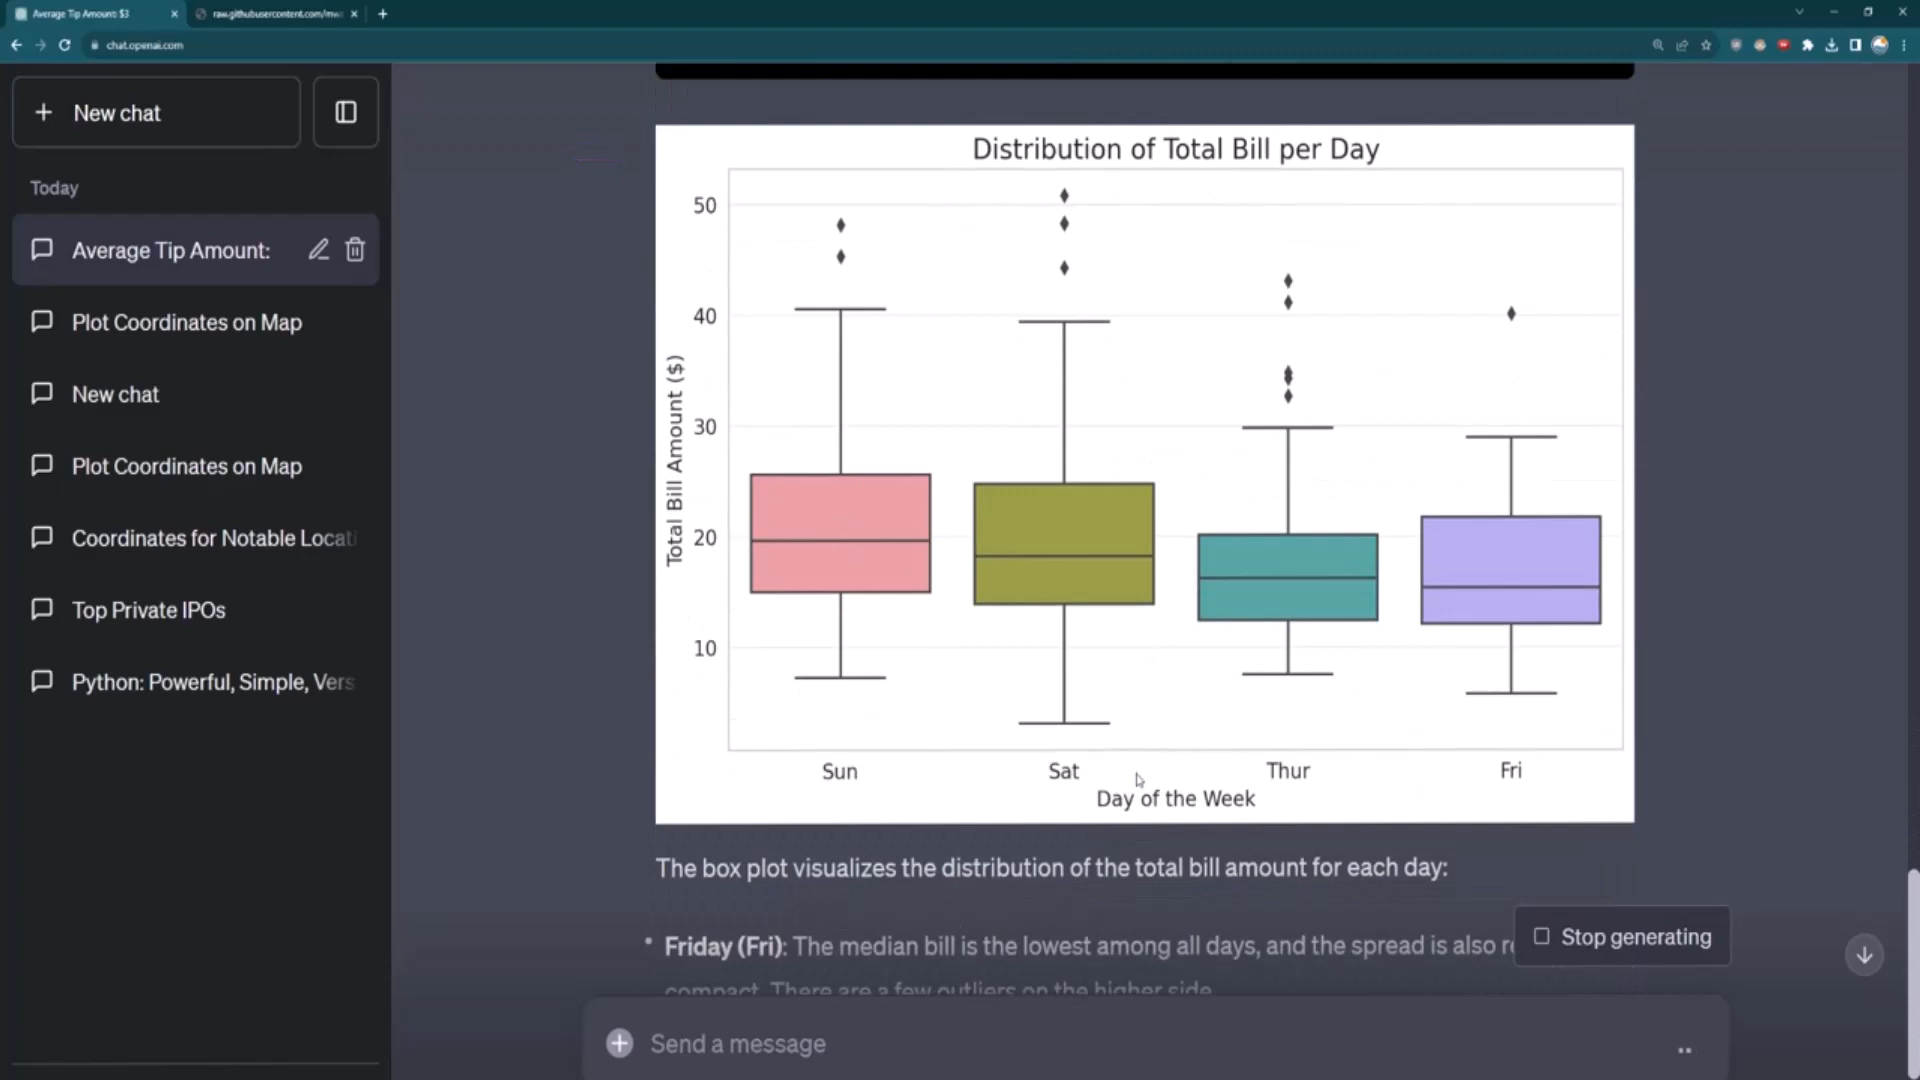 Average Tip Amount: $3
raw.githubusercontent.com/mw
chat.openai.com
New chat
Today
Average Tip Amount:
Plot Coordinates on Map
New chat
Plot Coordinates on Map
Coordinates for Notable Locati
Top Private IPOs
Python: Powerful, Simple, Vers
Distribution of Total Bill per Day
Total Bill Amount ($)
50
40
30
20
10
Sun Sat Thur Fri
Day of the Week
The box plot visualizes the distribution of the total bill amount for each day:
• Friday (Fri): The median bill is the lowest among all days, and the spread is also r
compact. There are a few outliers on the higher side.
Stop generating
Send a message